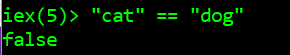 iex(5)> "cat" == "dog"
false